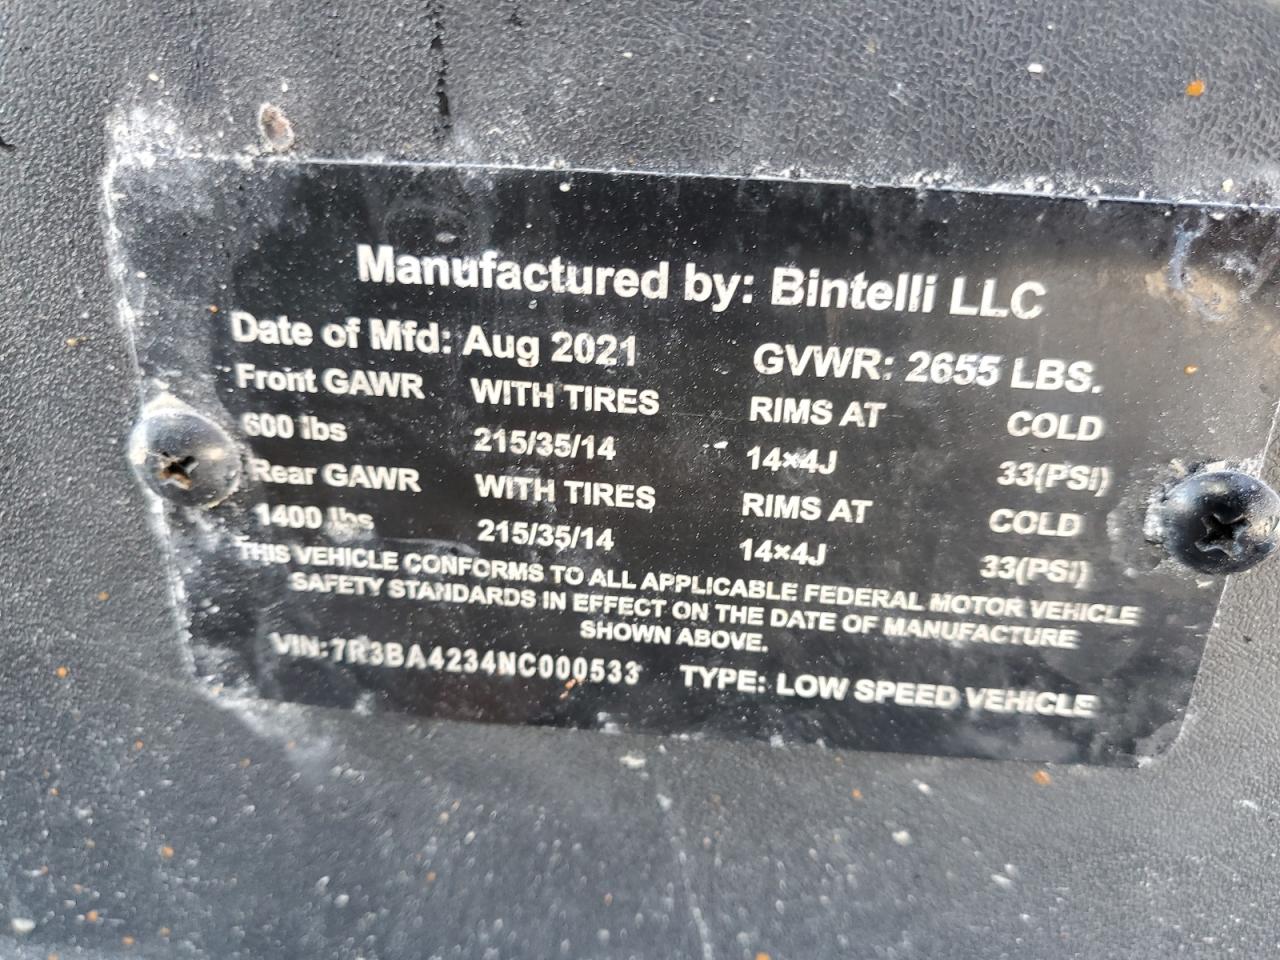 Manufactured by: Bintelli LLC
Date of Mfd: Aug 2021 GVWR: 2655 LBS.
Front GAWR WITH TIRES RIMS AT COLD
600 lbs 215/35/14 14×4J 33(PSI)
Rear GAWR WITH TIRES RIMS AT COLD
1400 lbs 215/35/14 14×4J 33(PSI)
THIS VEHICLE CONFORMS TO ALL APPLICABLE FEDERAL MOTOR VEHICLE
SAFETY STANDARDS IN EFFECT ON THE DATE OF MANUFACTURE
SHOWN ABOVE.
VIN:7R3BA4234NC000533 TYPE: LOW SPEED VEHICLE